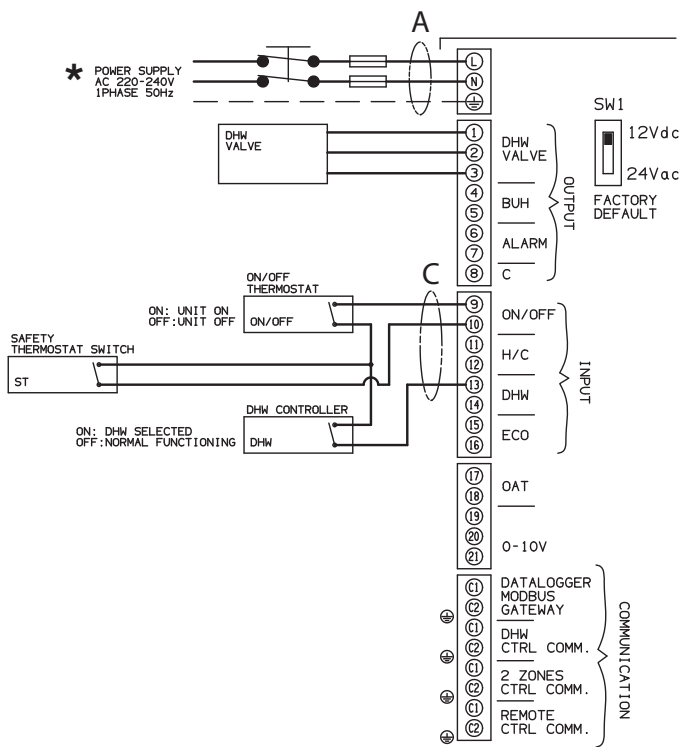 A
* POWER SUPPLY
AC 220-240V
1PHASE 50Hz
L
N
SW1
12Vdc
24Vac
FACTORY
DEFAULT
DHW
VALVE
1
2
3
4
5
6
7
8
DHW
VALVE
BUH
ALARM
C
OUTPUT
C
ON/OFF
THERMOSTAT
ON: UNIT ON
OFF:UNIT OFF
ON/OFF
SAFETY
THERMOSTAT SWITCH
ST
DHW CONTROLLER
ON: DHW SELECTED
OFF:NORMAL FUNCTIONING
DHW
9
10
11
12
13
14
15
16
ON/OFF
H/C
DHW
ECO
INPUT
17
18
19
20
21
OAT
0-10V
C1
C2
C1
C2
C1
C2
C1
C2
DATALOGGER
MODBUS
GATEWAY
DHW
CTRL COMM.
2 ZONES
CTRL COMM.
REMOTE
CTRL COMM.
COMMUNICATION